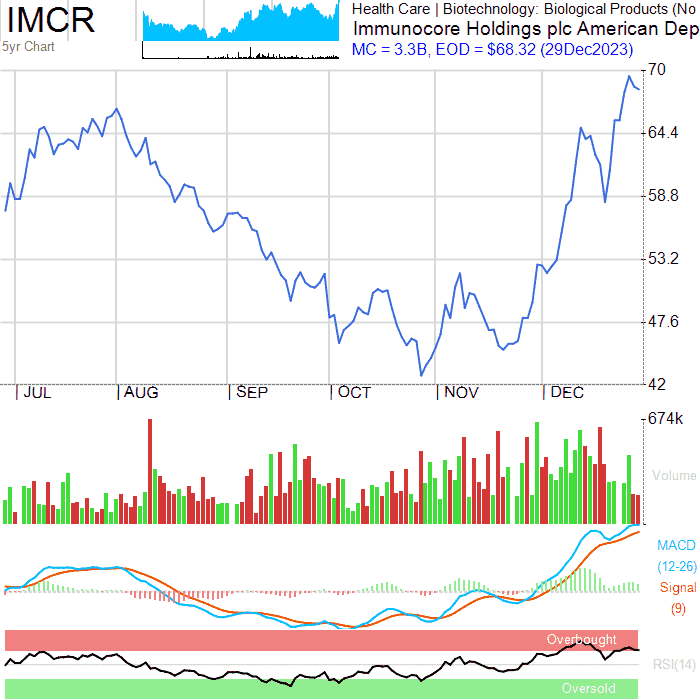 IMCR
5yr Chart
Health Care | Biotechnology: Biological Products (No
Immunocore Holdings plc American Dep
MC = 3.3B, EOD = $68.32 (29Dec2023)
70
64.4
58.8
53.2
47.6
42
JUL AUG SEP OCT NOV DEC
674k
Volume
MACD
(12-26)
Signal
(9)
Overbought
RSI(14)
Oversold